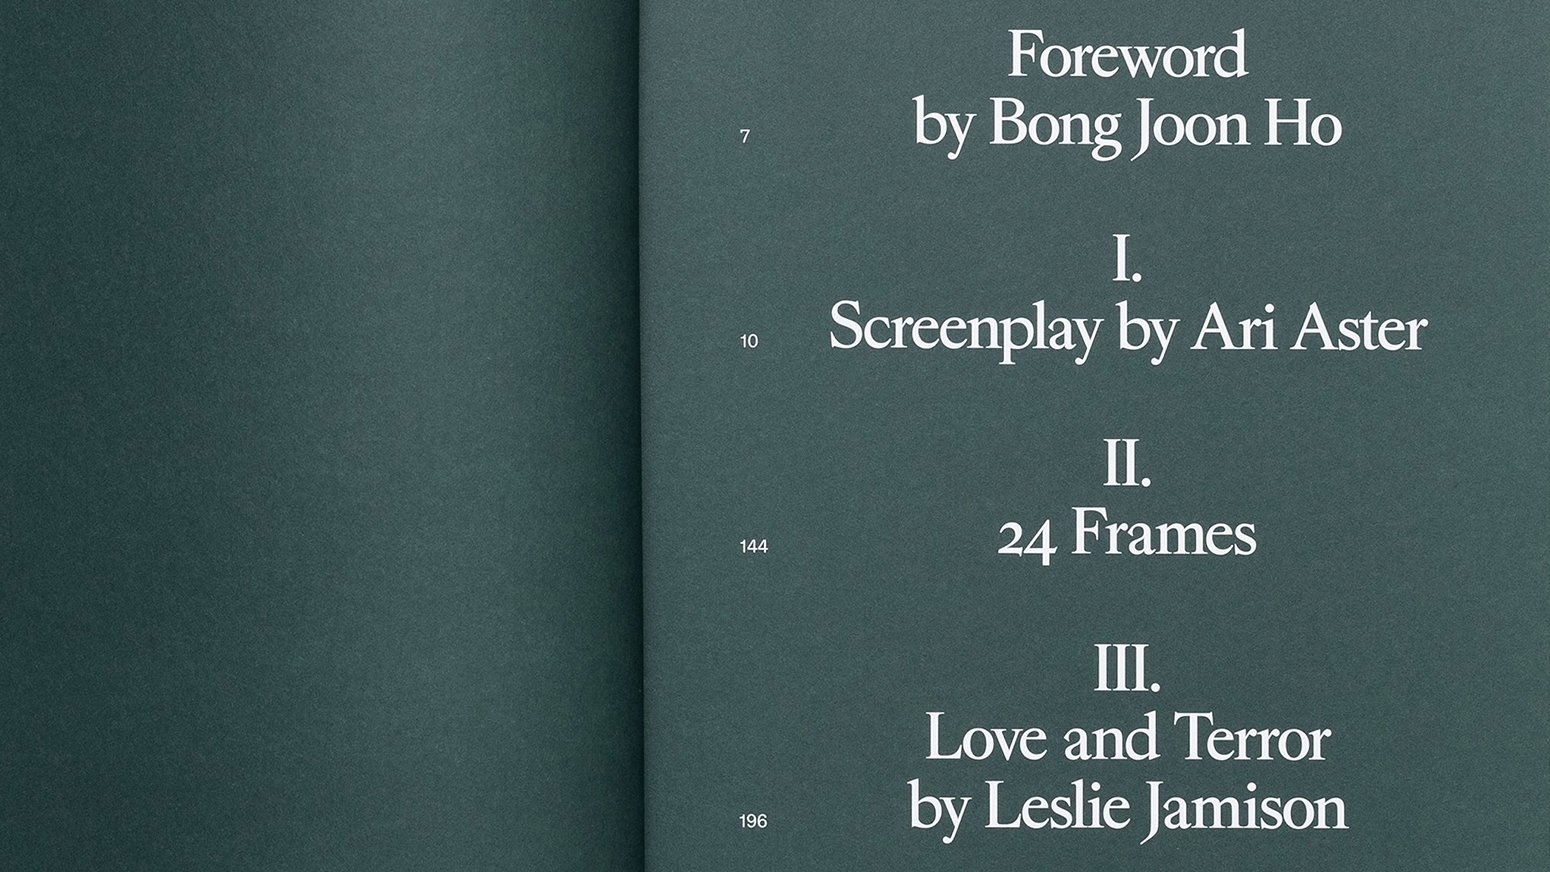 Foreword
7 by Bong Joon Ho
I.
10 Screenplay by Ari Aster
II.
144 24 Frames
III.
Love and Terror
196 by Leslie Jamison